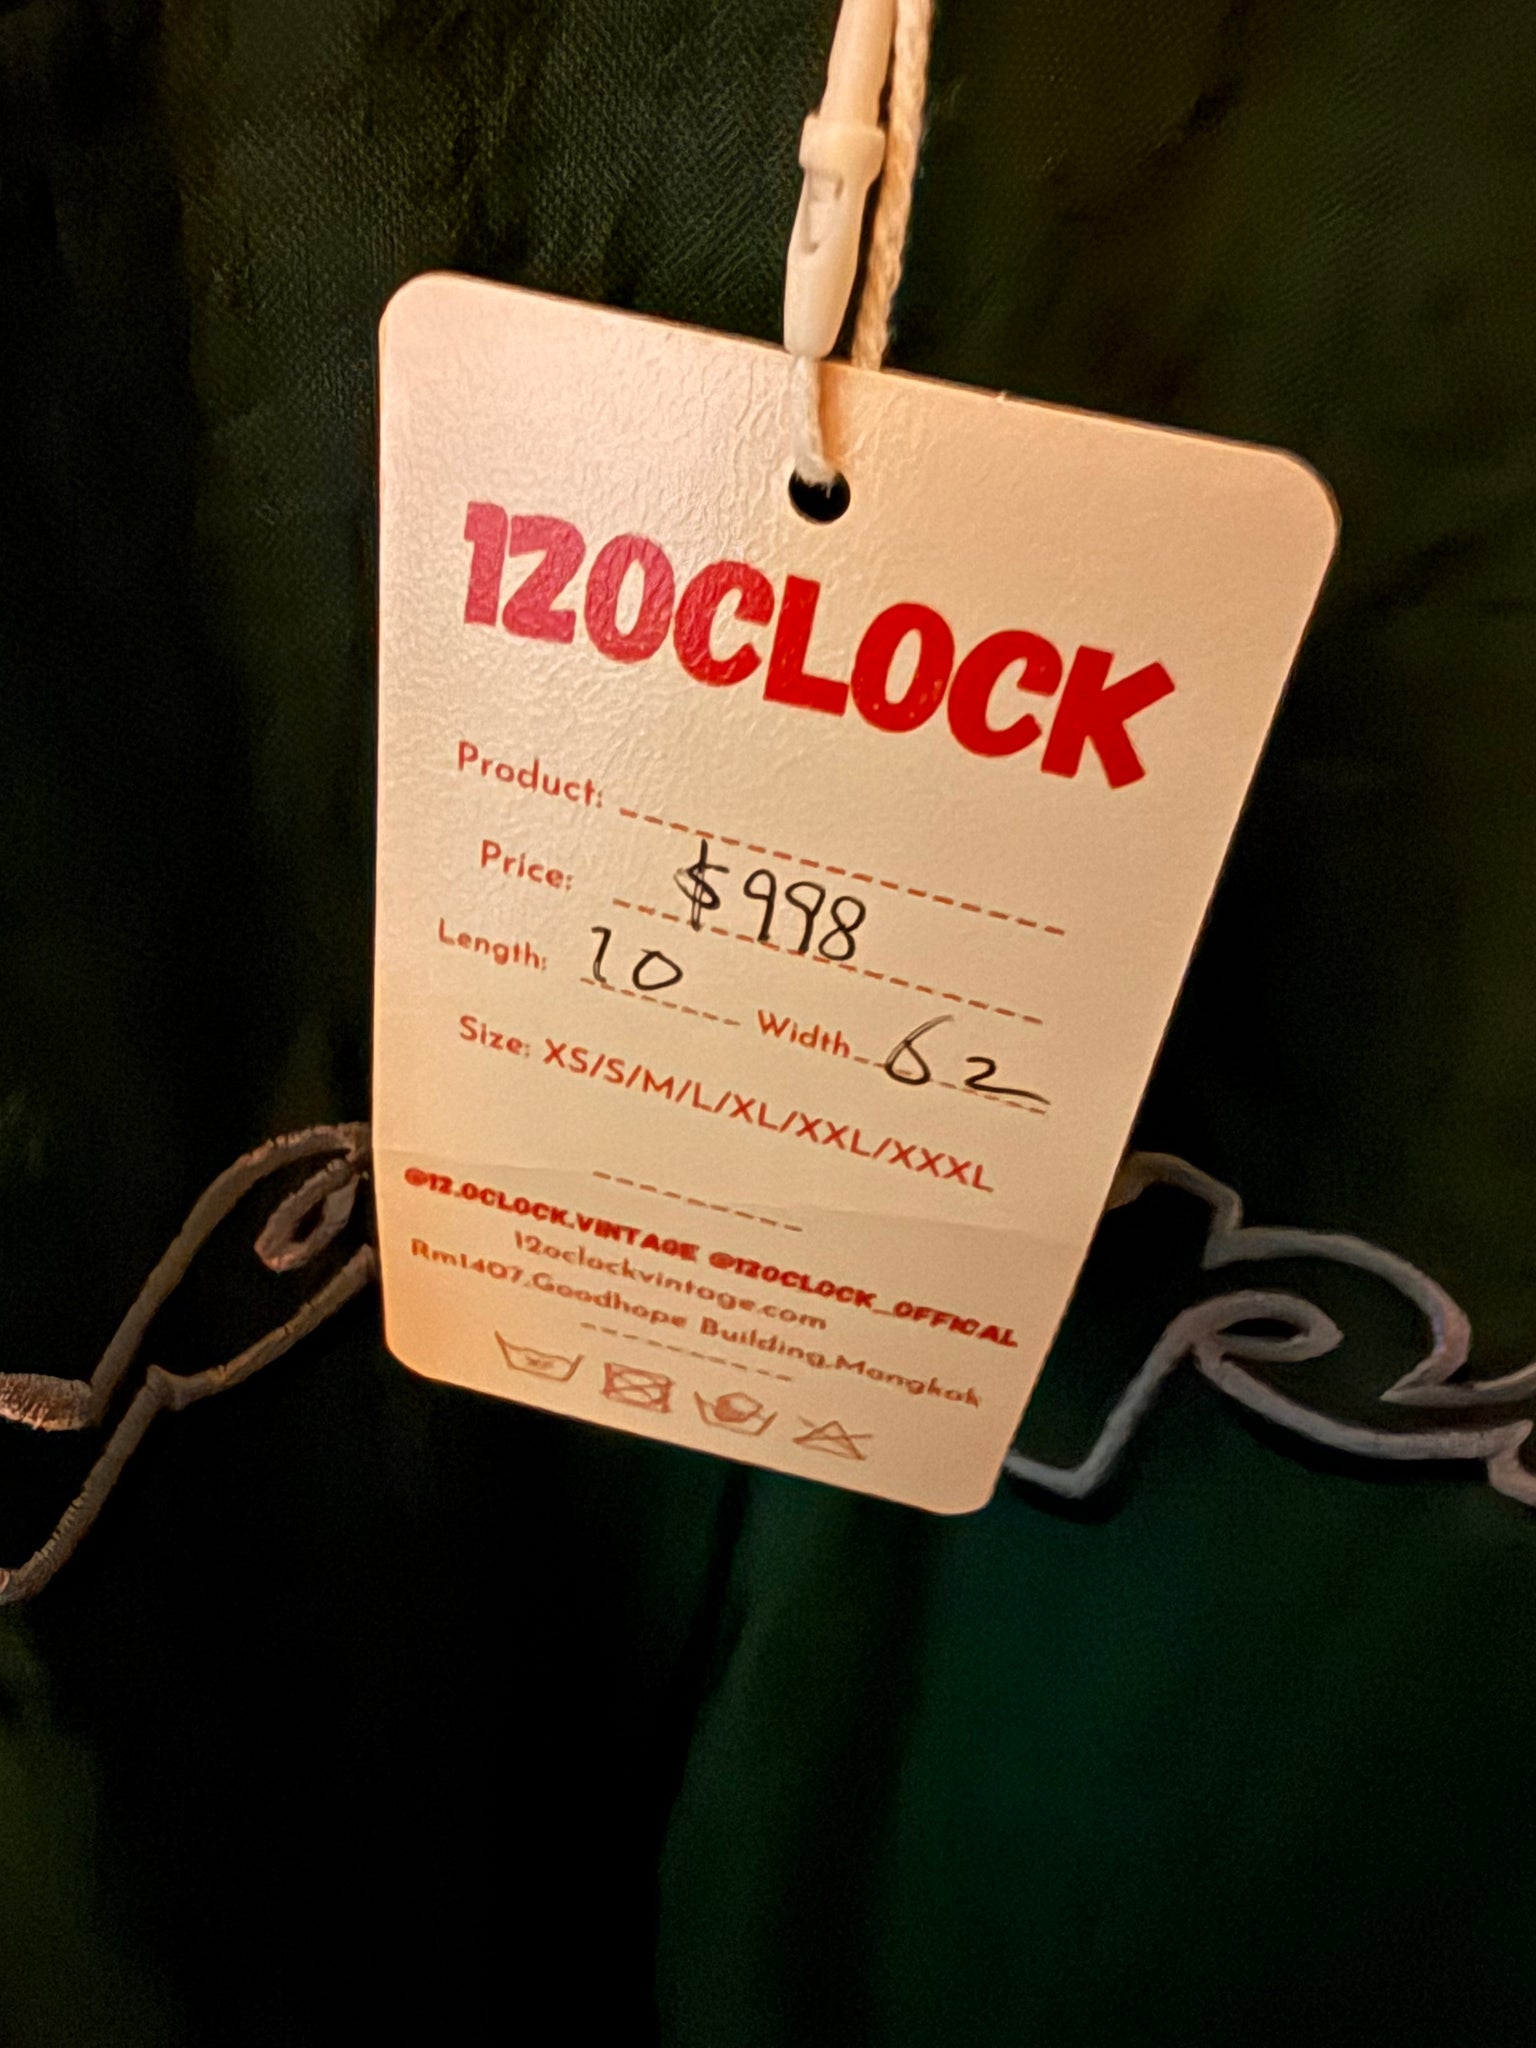 12OCLOCK
Product:
Price: $998
Length: 70 Width 62
Size: XS/S/M/L/XL/XXL/XXXL
@12.OCLOCK.VINTAGE @12OCLOCK_OFFICAL
12oclockvintage.com
Rm1407,Goodhope Building,Mongkok